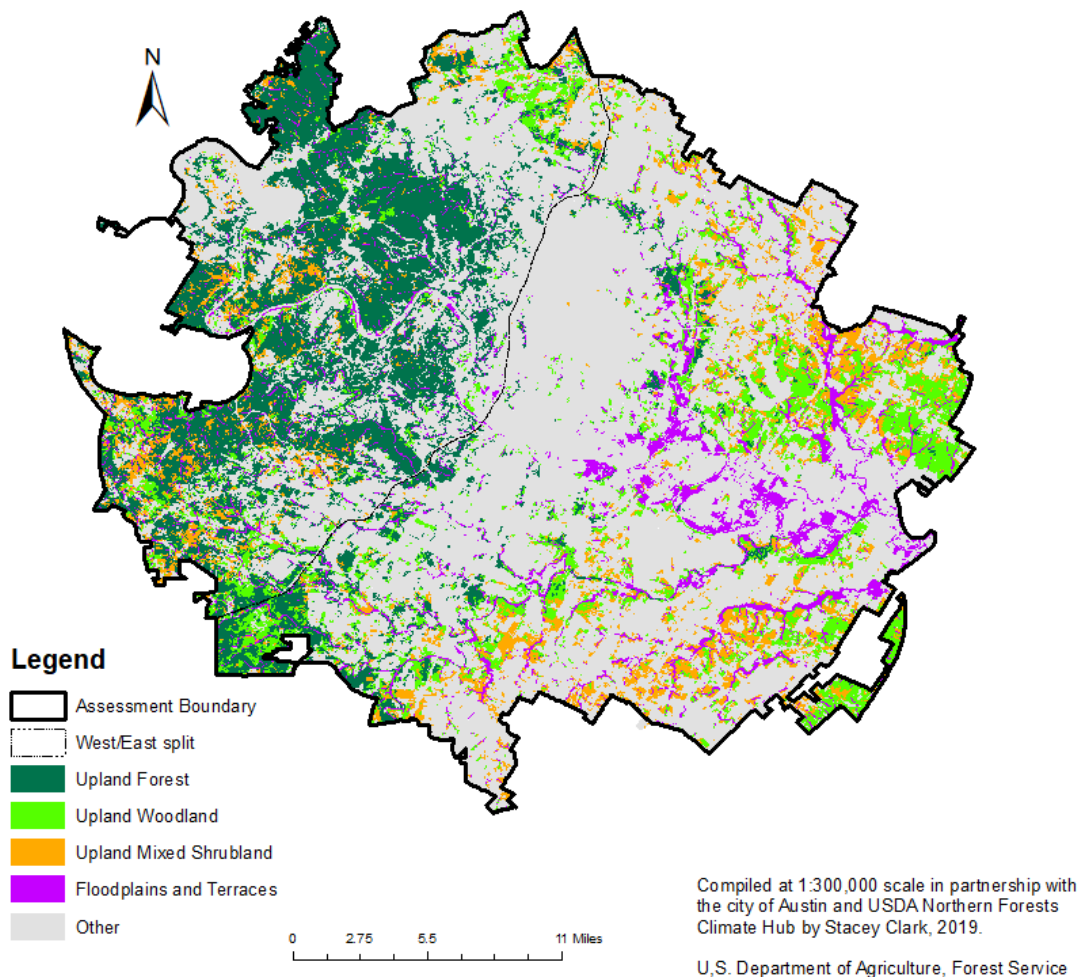 N
Legend
Assessment Boundary
West/East split
Upland Forest
Upland Woodland
Upland Mixed Shrubland
Floodplains and Terraces
Other
0 2.75 5.5 11 Miles
Compiled at 1:300,000 scale in partnership with
the city of Austin and USDA Northern Forests
Climate Hub by Stacey Clark, 2019.
U,S. Department of Agriculture, Forest Service